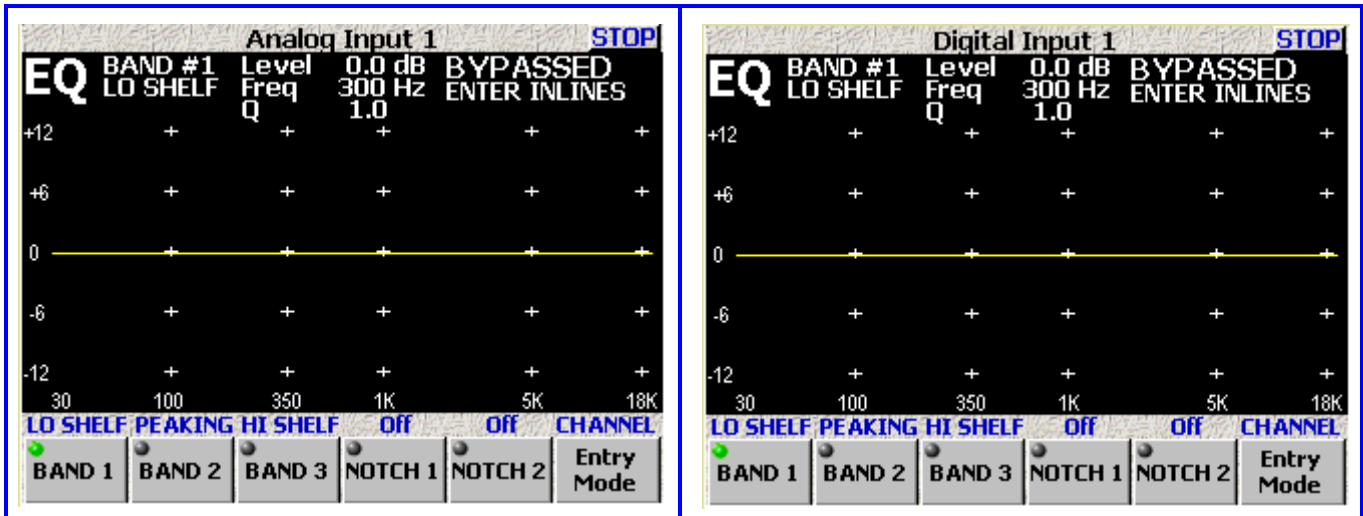 Analog Input 1 STOP
EQ BAND #1 Level 0.0 dB BYPASSED
LO SHELF Freq 300 Hz ENTER INLINES
Q 1.0
+12
+6
0
-6
-12
30 100 350 1K 5K 18K
LO SHELF PEAKING HI SHELF Off Off CHANNEL
BAND 1 BAND 2 BAND 3 NOTCH 1 NOTCH 2 Entry Mode
Digital Input 1 STOP
EQ BAND #1 Level 0.0 dB BYPASSED
LO SHELF Freq 300 Hz ENTER INLINES
Q 1.0
+12
+6
0
-6
-12
30 100 350 1K 5K 18K
LO SHELF PEAKING HI SHELF Off Off CHANNEL
BAND 1 BAND 2 BAND 3 NOTCH 1 NOTCH 2 Entry Mode